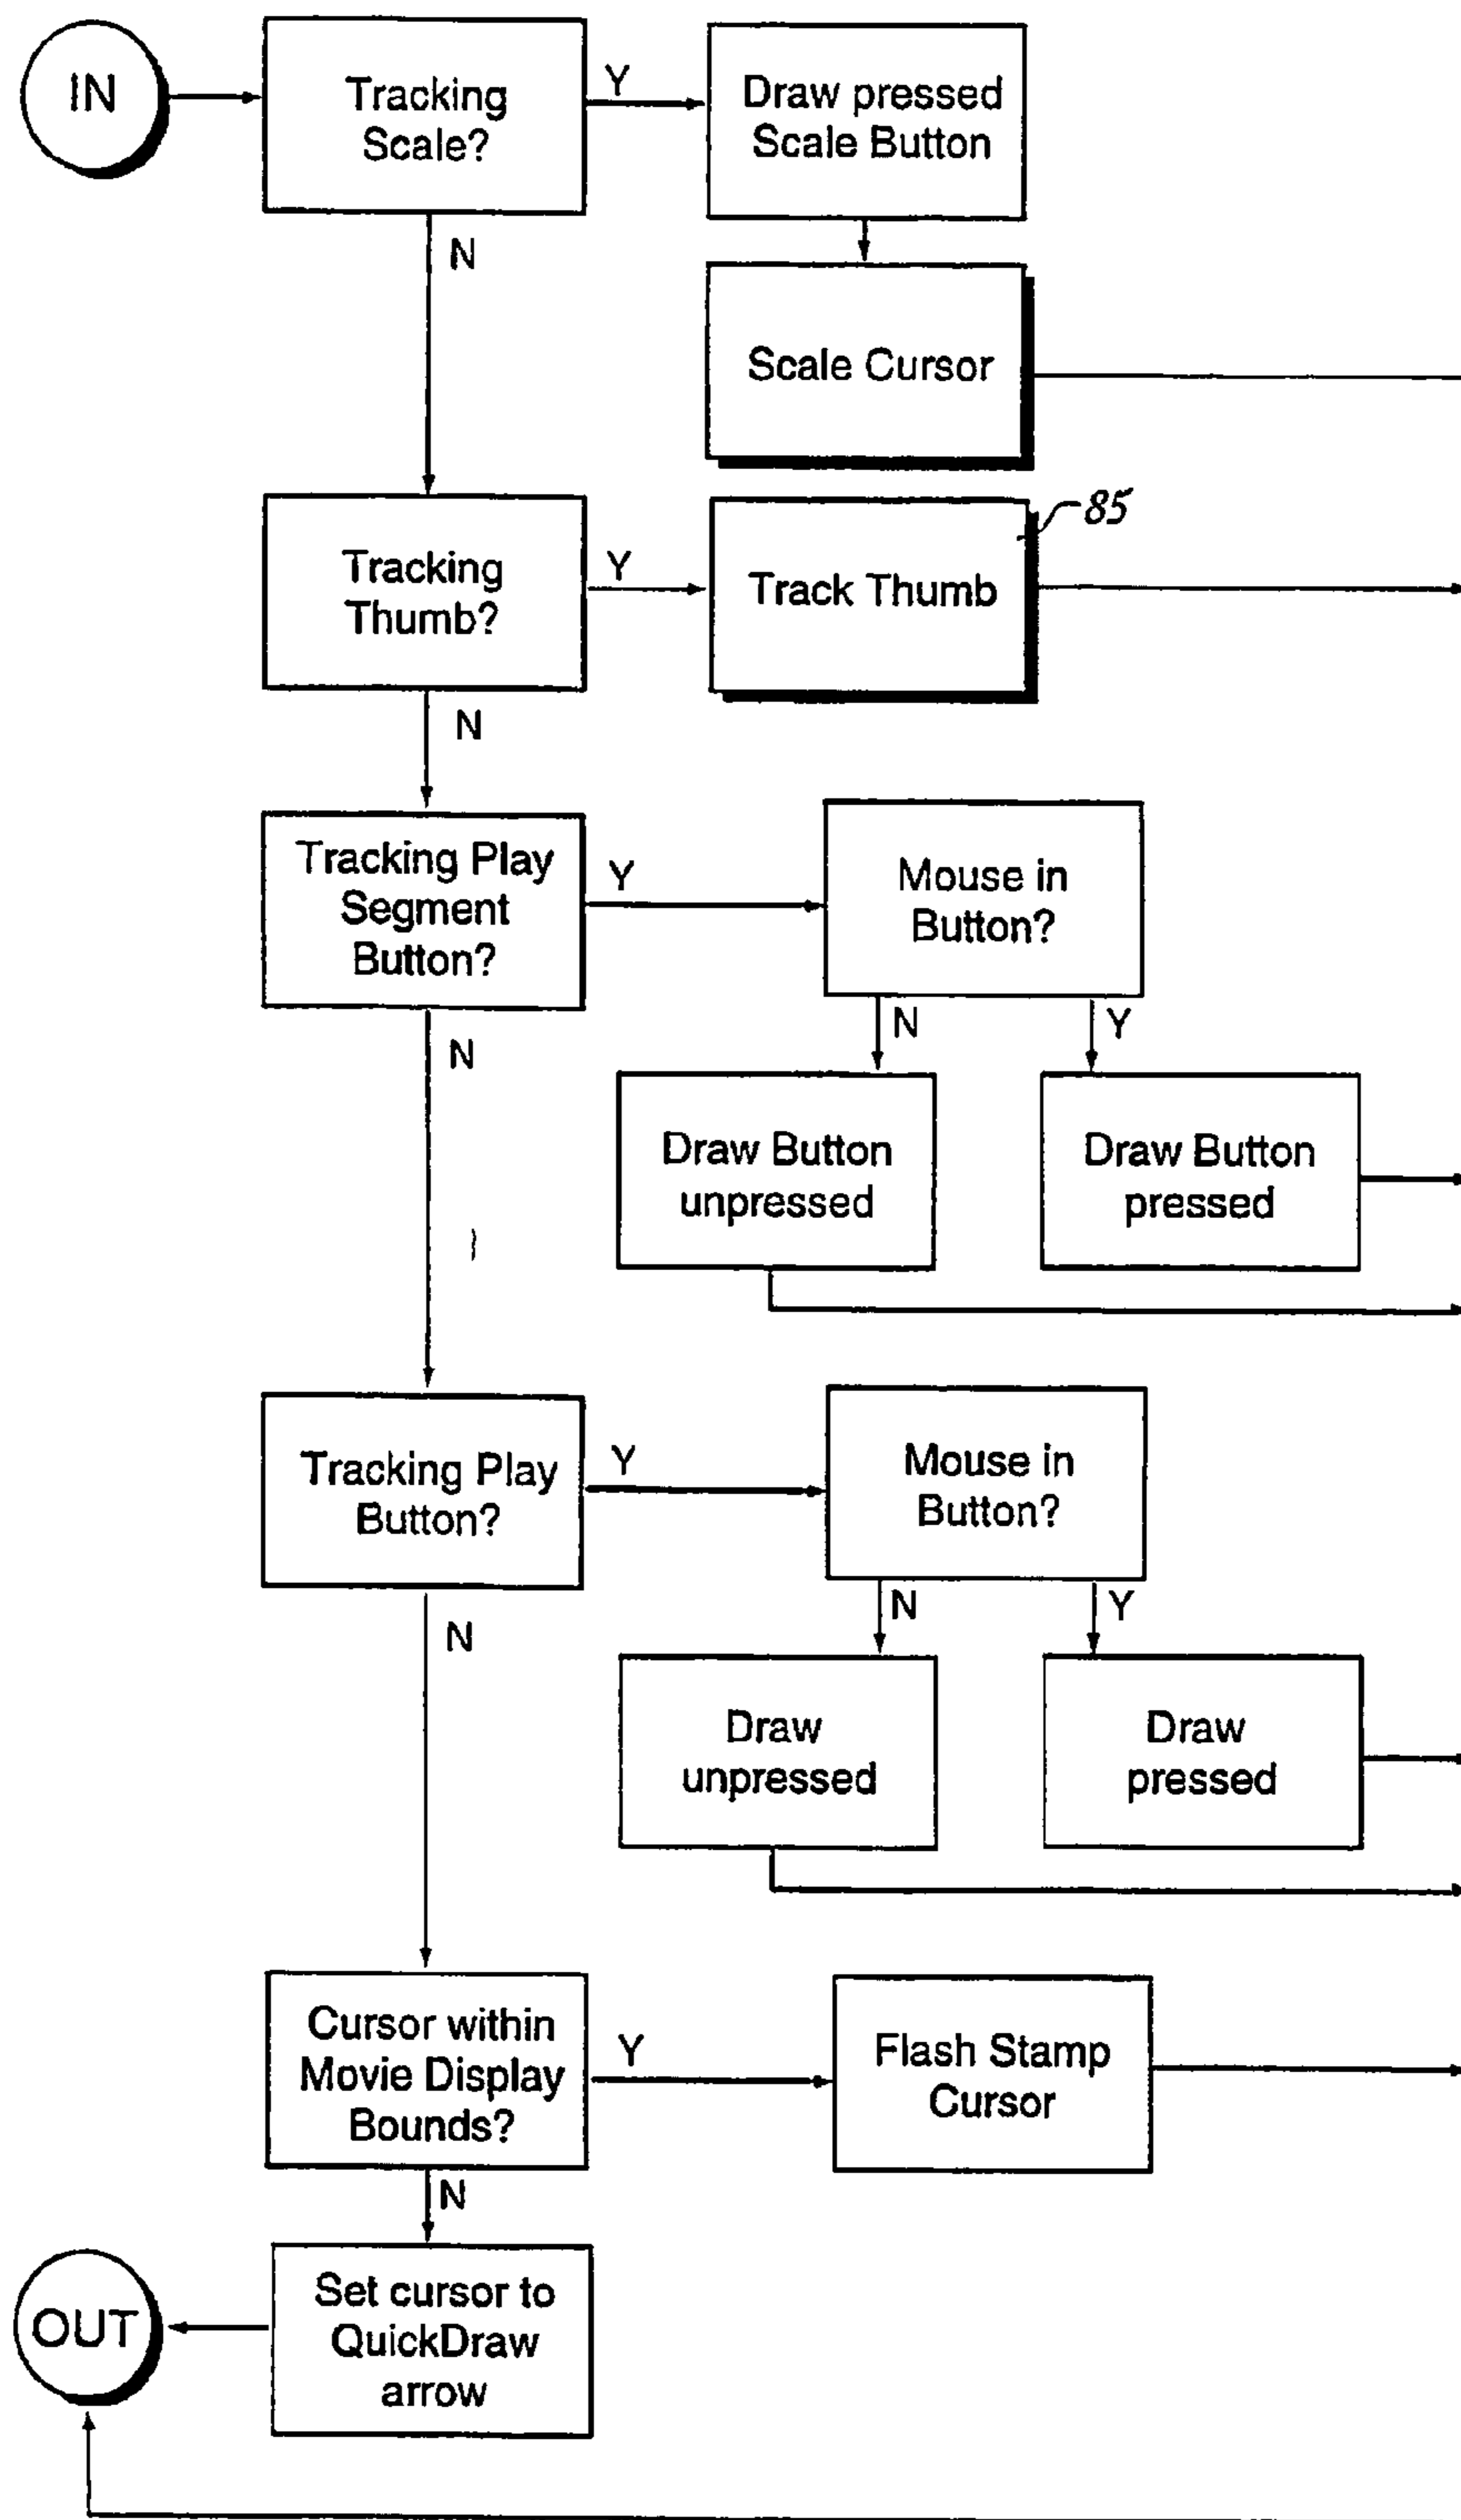 IN
Tracking
Scale?
Y
Draw pressed
Scale Button
N
Scale Cursor
85
Tracking
Thumb?
Y
Track Thumb
N
Tracking Play
Segment
Button?
Y
Mouse in
Button?
N
Y
N
Draw Button
unpressed
Draw Button
pressed
Tracking Play
Button?
Y
Mouse in
Button?
N
Y
N
Draw
unpressed
Draw
pressed
Cursor within
Movie Display
Bounds?
Y
Flash Stamp
Cursor
N
OUT
Set cursor to
QuickDraw
arrow